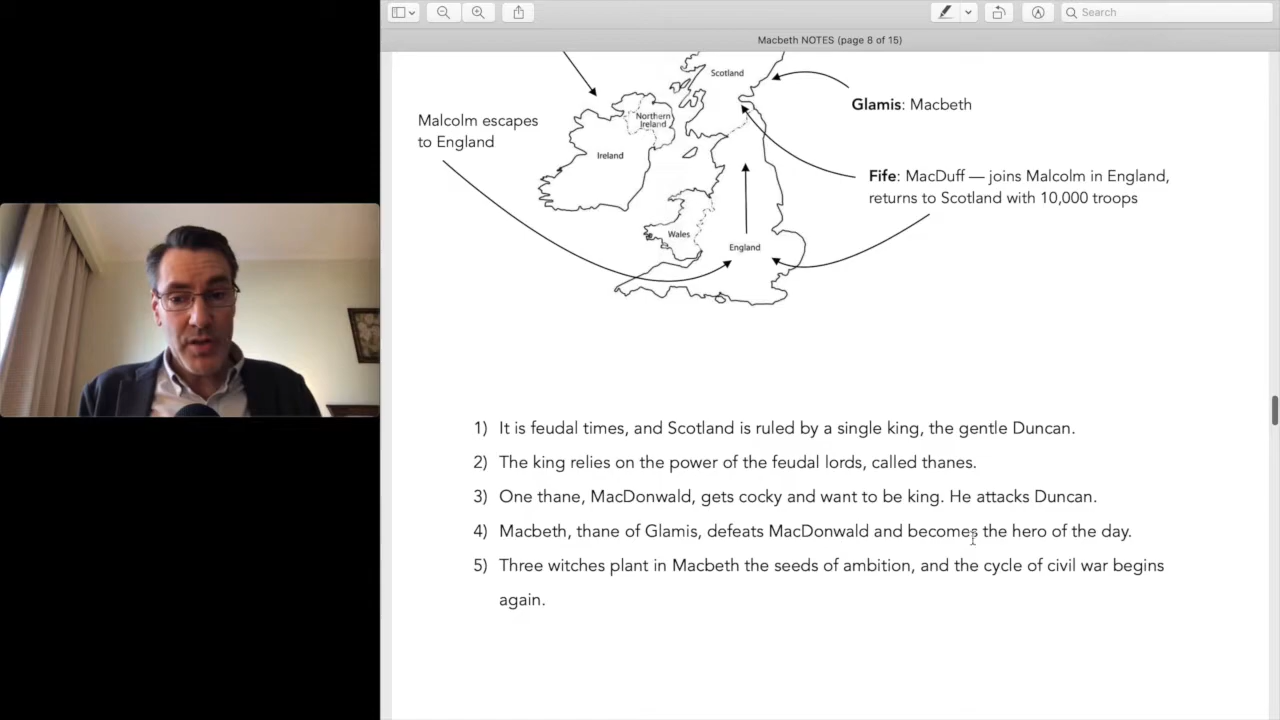 Search
Macbeth NOTES (page 8 of 15)
Scotland
Glamis: Macbeth
Malcolm escapes
to England
Northern
Ireland
Ireland
Fife: MacDuff — joins Malcolm in England,
returns to Scotland with 10,000 troops
Wales
England
1) It is feudal times, and Scotland is ruled by a single king, the gentle Duncan.
2) The king relies on the power of the feudal lords, called thanes.
3) One thane, MacDonwald, gets cocky and want to be king. He attacks Duncan.
4) Macbeth, thane of Glamis, defeats MacDonwald and becomes the hero of the day.
5) Three witches plant in Macbeth the seeds of ambition, and the cycle of civil war begins
again.